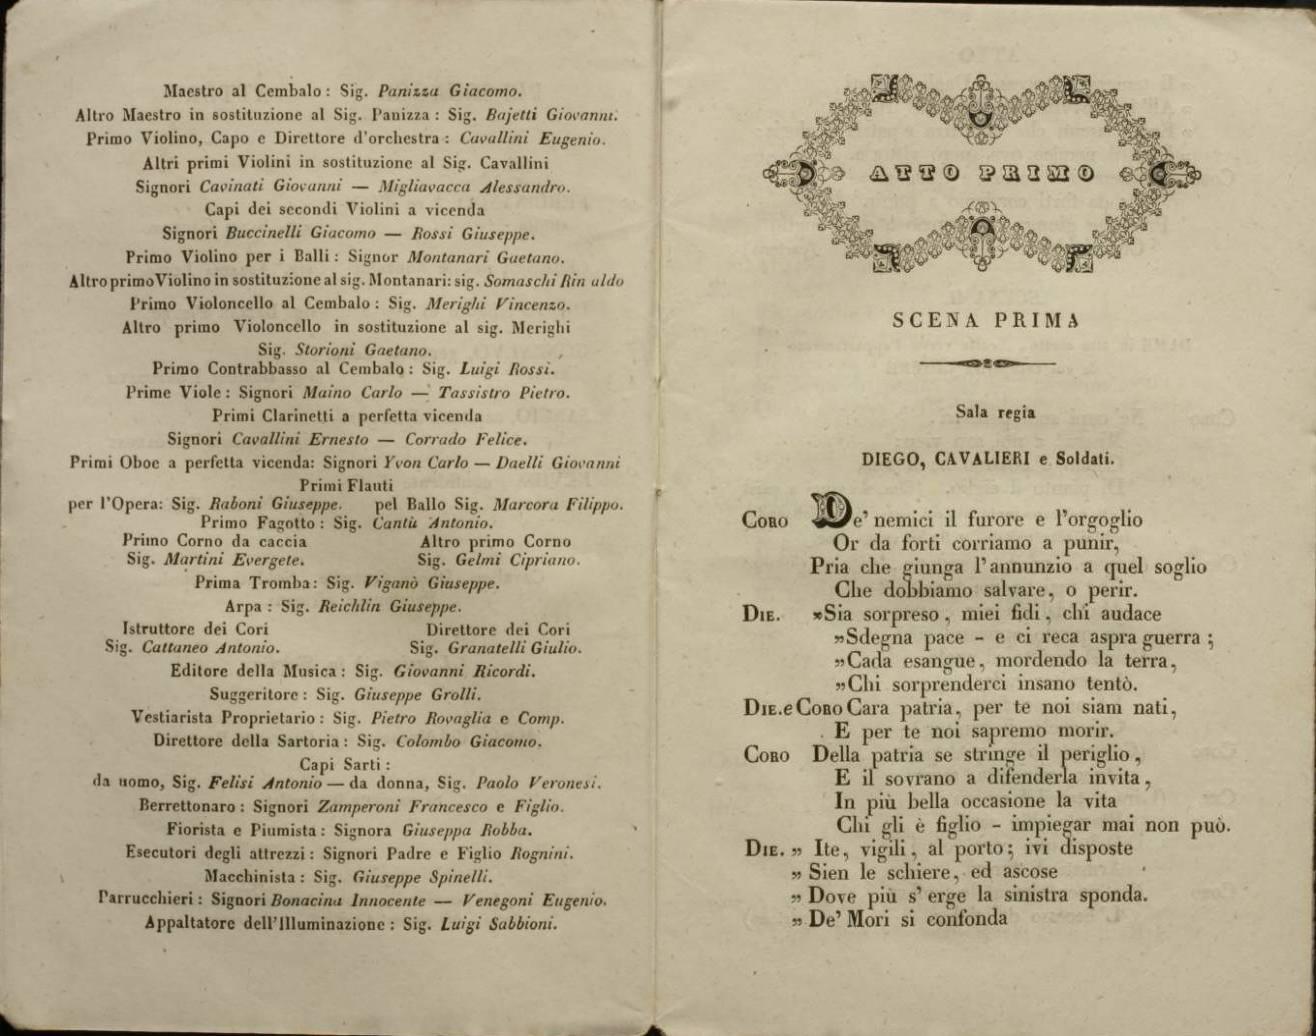 Maestro al Cembalo : Sig. Panizza Giacomo.
Altro Maestro in sostituzione al Sig. Panizza : Sig. Bajetti Giovanni.
Primo Violino, Capo e Direttore d'orchestra : Cavallini Eugenio.
Altri primi Violini in sostituzione al Sig. Cavallini
Signori Cavinati Giovanni — Migliavacca Alessandro.
Capi dei secondi Violini a vicenda
Signori Buccinelli Giacomo — Rossi Giuseppe.
Primo Violino per i Balli : Signor Montanari Gaetano.
Altro primo Violino in sostituzione al sig. Montanari: sig. Somaschi Rin aldo
Primo Violoncello al Cembalo : Sig. Merighi Vincenzo.
Altro primo Violoncello in sostituzione al sig. Merighi
Sig. Storioni Gaetano.
Primo Contrabbasso al Cembalo : Sig. Luigi Rossi.
Prime Viole : Signori Maino Carlo — Tassistro Pietro.
Primi Clarinetti a perfetta vicenda
Signori Cavallini Ernesto — Corrado Felice.
Primi Oboe a perfetta vicenda: Signori Yvon Carlo — Daelli Giovanni
Primi Flauti
per l'Opera: Sig. Raboni Giuseppe. pel Ballo Sig. Marcora Filippo.
Primo Fagotto : Sig. Cantù Antonio.
Primo Corno da caccia Altro primo Corno
Sig. Martini Evergete. Sig. Gelmi Cipriano.
Prima Tromba: Sig. Viganò Giuseppe.
Arpa : Sig. Reichlin Giuseppe.
Istruttore dei Cori Direttore dei Cori
Sig. Cattaneo Antonio. Sig. Granatelli Giulio.
Editore della Musica : Sig. Giovanni Ricordi.
Suggeritore : Sig. Giuseppe Grolli.
Vestiarista Proprietario : Sig. Pietro Rovaglia e Comp.
Direttore della Sartoria : Sig. Colombo Giacomo.
Capi Sarti :
da uomo, Sig. Felisi Antonio — da donna, Sig. Paolo Veronesi.
Berrettonaro : Signori Zamperoni Francesco e Figlio.
Fiorista e Piumista : Signora Giuseppa Robba.
Esecutori degli attrezzi : Signori Padre e Figlio Rognini.
Macchinista : Sig. Giuseppe Spinelli.
Parrucchieri : Signori Bonacina Innocente — Venegoni Eugenio.
Appaltatore dell'Illuminazione : Sig. Luigi Sabbioni.
ATTO PRIMO
SCENA PRIMA
Sala regia
DIEGO, CAVALIERI e Soldati.
CORO De' nemici il furore e l'orgoglio
Or da forti corriamo a punir,
Pria che giunga l'annunzio a quel soglio
Che dobbiamo salvare, o perir.
DIE. »Sia sorpreso, miei fidi, chi audace
»Sdegna pace - e ci reca aspra guerra ;
»Cada esangue, mordendo la terra,
»Chi sorprenderci insano tentò.
DIE. e CORO Cara patria, per te noi siam nati,
E per te noi sapremo morir.
CORO Della patria se stringe il periglio,
E il sovrano a difenderla invita,
In più bella occasione la vita
Chi gli è figlio - impiegar mai non può.
DIE. » Ite, vigili, al porto; ivi disposte
» Sien le schiere, ed ascose
» Dove più s'erge la sinistra sponda.
» De' Mori si confonda